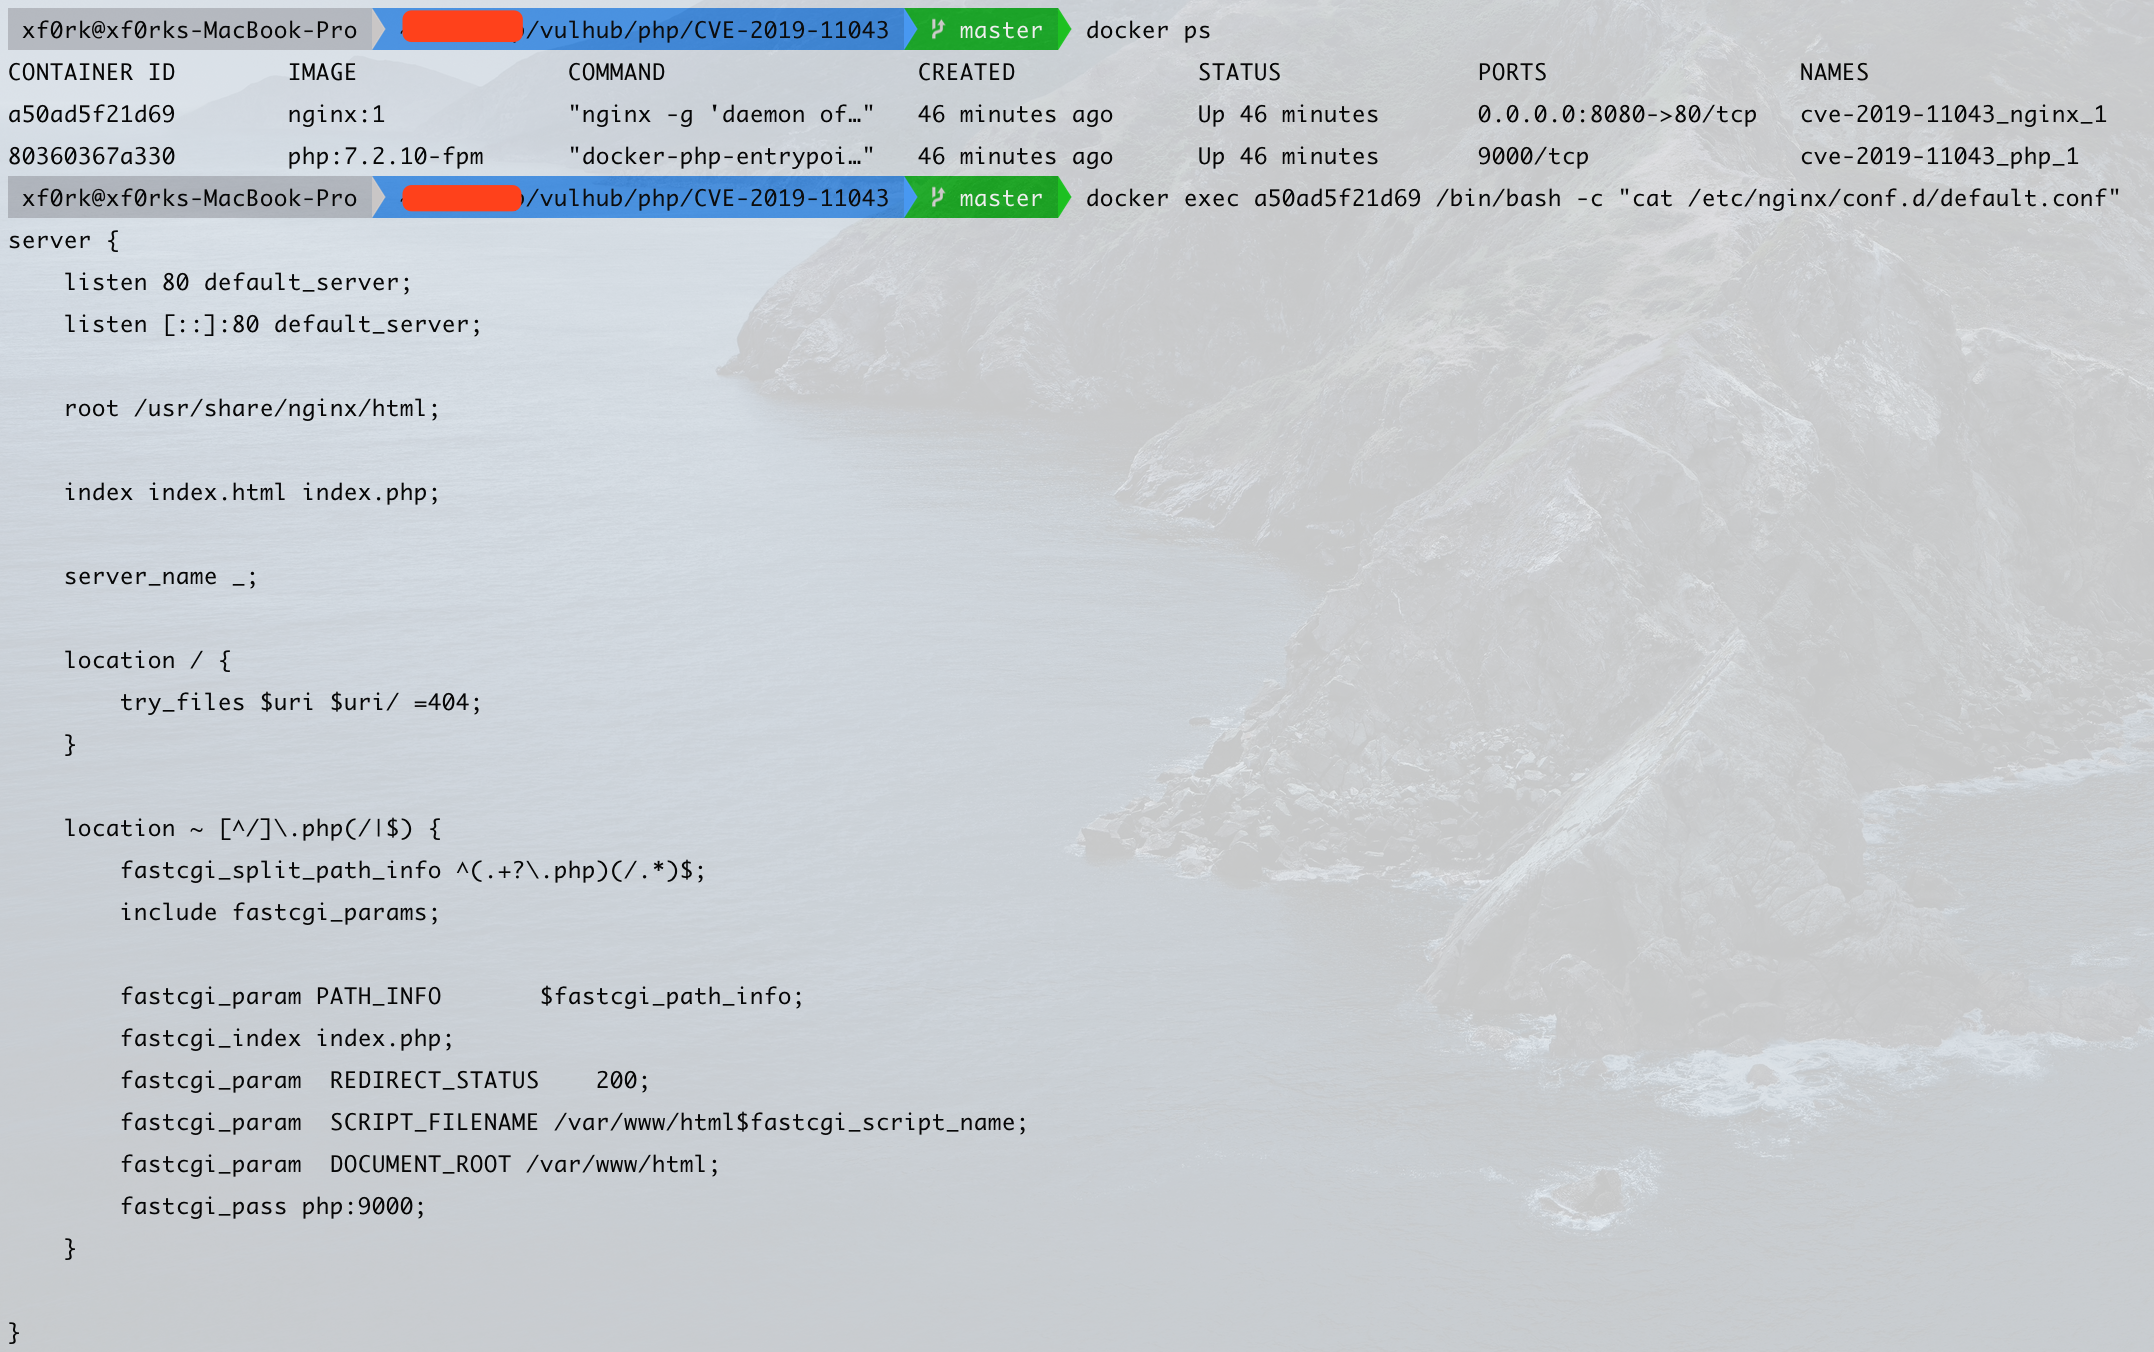 xf0rk@xf0rks-MacBook-Pro /vulhub/php/CVE-2019-11043 master docker ps
CONTAINER ID IMAGE COMMAND CREATED STATUS PORTS NAMES
a50ad5f21d69 nginx:1 "nginx -g 'daemon of…" 46 minutes ago Up 46 minutes 0.0.0.0:8080->80/tcp cve-2019-11043_nginx_1
80360367a330 php:7.2.10-fpm "docker-php-entrypoi…" 46 minutes ago Up 46 minutes 9000/tcp cve-2019-11043_php_1
xf0rk@xf0rks-MacBook-Pro /vulhub/php/CVE-2019-11043 master docker exec a50ad5f21d69 /bin/bash -c "cat /etc/nginx/conf.d/default.conf"
server {
    listen 80 default_server;
    listen [::]:80 default_server;
    root /usr/share/nginx/html;
    index index.html index.php;
    server_name _;
    location / {
        try_files $uri $uri/ =404;
    }
    location ~ [^/]\.php(/|$) {
        fastcgi_split_path_info ^(.+?\.php)(/.*)$;
        include fastcgi_params;
        fastcgi_param PATH_INFO       $fastcgi_path_info;
        fastcgi_index index.php;
        fastcgi_param  REDIRECT_STATUS    200;
        fastcgi_param  SCRIPT_FILENAME /var/www/html$fastcgi_script_name;
        fastcgi_param  DOCUMENT_ROOT /var/www/html;
        fastcgi_pass php:9000;
    }
}